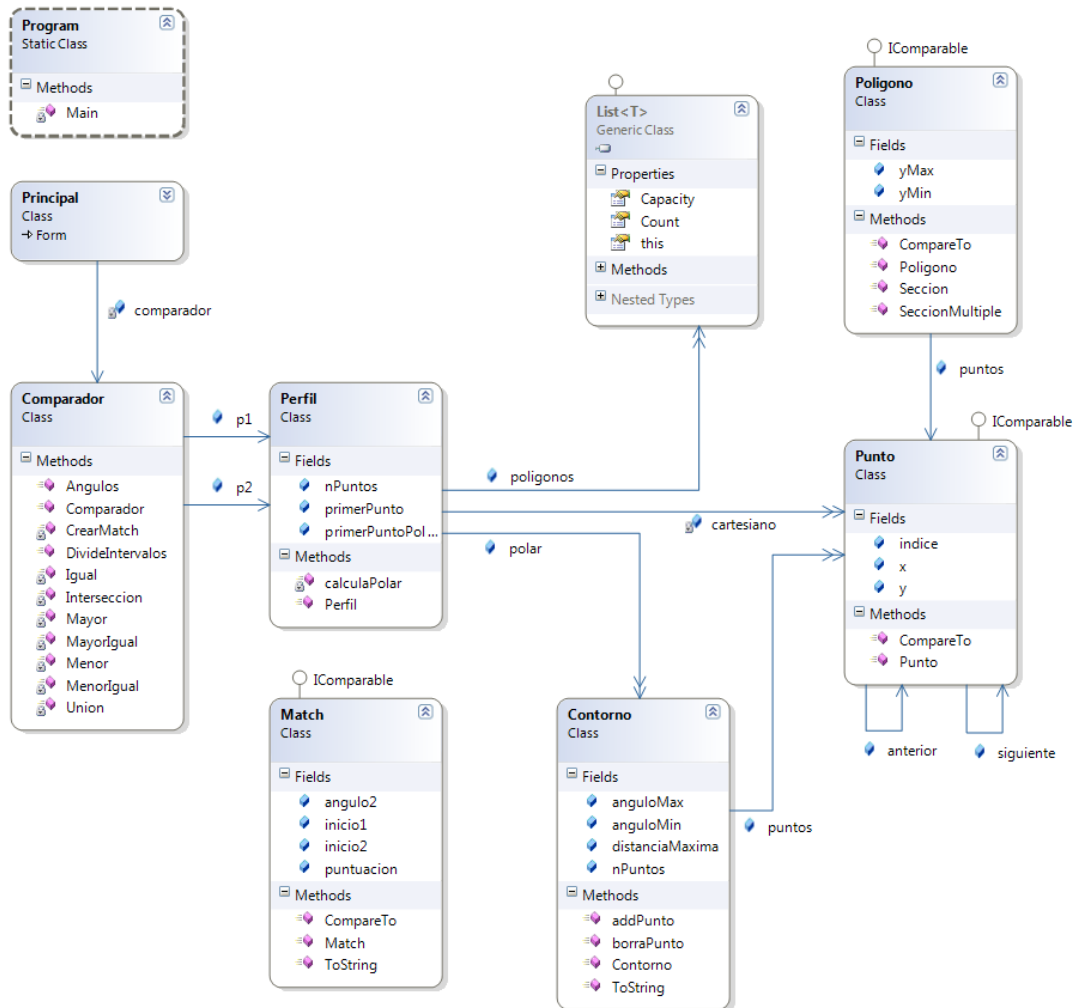 Program
Static Class
Methods
Main
Principal
Class
Form
comparador
Comparador
Class
Methods
Angulos
Comparador
CrearMatch
DivideIntervalos
Igual
Interseccion
Mayor
MayorIgual
Menor
MenorIgual
Union
p1
p2
Perfil
Class
Fields
nPuntos
primerPunto
primerPuntoPol ...
Methods
calculaPolar
Perfil
poligonos
cartesiano
polar
List<T>
Generic Class
Properties
Capacity
Count
this
Methods
Nested Types
IComparable
Poligono
Class
Fields
yMax
yMin
Methods
CompareTo
Poligono
Seccion
SeccionMultiple
puntos
IComparable
Punto
Class
Fields
indice
x
y
Methods
CompareTo
Punto
anterior
siguiente
IComparable
Match
Class
Fields
angulo2
inicio1
inicio2
puntuacion
Methods
CompareTo
Match
ToString
Contorno
Class
Fields
anguloMax
anguloMin
distanciaMaxima
nPuntos
Methods
addPunto
borraPunto
Contorno
ToString
puntos